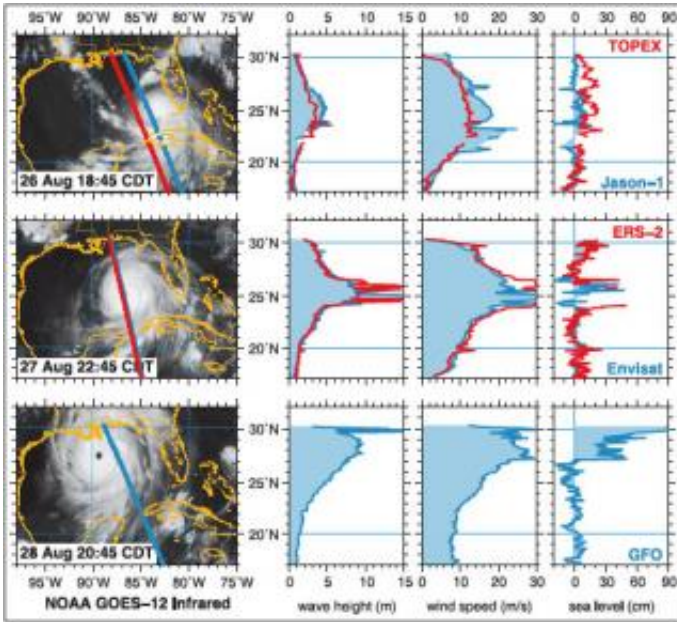 95°W 90°W 85°W 80°W 75°W 0 5 10 15 0 10 20 30 0 30 60 90
30°N TOPEX
25°N
20°N
26 Aug 18:45 CDT Jason-1
30°N ERS-2
25°N
20°N
27 Aug 22:45 CDT Envisat
30°N
25°N
20°N
28 Aug 20:45 CDT GFO
95°W 90°W 85°W 80°W 75°W 0 5 10 15 0 10 20 30 0 30 60 90
NOAA GOES-12 Infrared wave height (m) wind speed (m/s) sea level (cm)